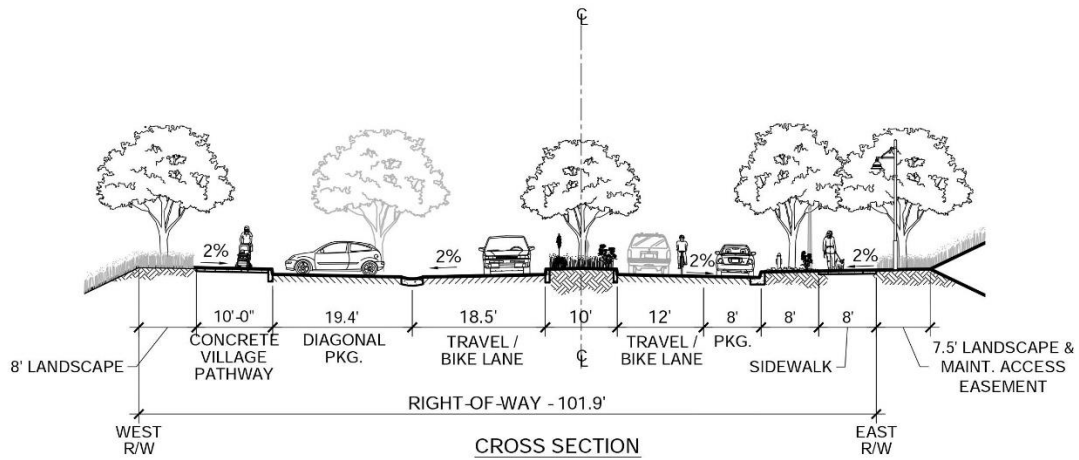 ℄
2%
2%
2%
2%
10'-0"
19.4'
18.5'
10'
12'
8'
8'
8'
CONCRETE
VILLAGE
PATHWAY
DIAGONAL
PKG.
TRAVEL /
BIKE LANE
℄
TRAVEL /
BIKE LANE
PKG.
8' LANDSCAPE
SIDEWALK
7.5' LANDSCAPE &
MAINT. ACCESS
EASEMENT
RIGHT-OF-WAY - 101.9'
WEST
R/W
EAST
R/W
CROSS SECTION